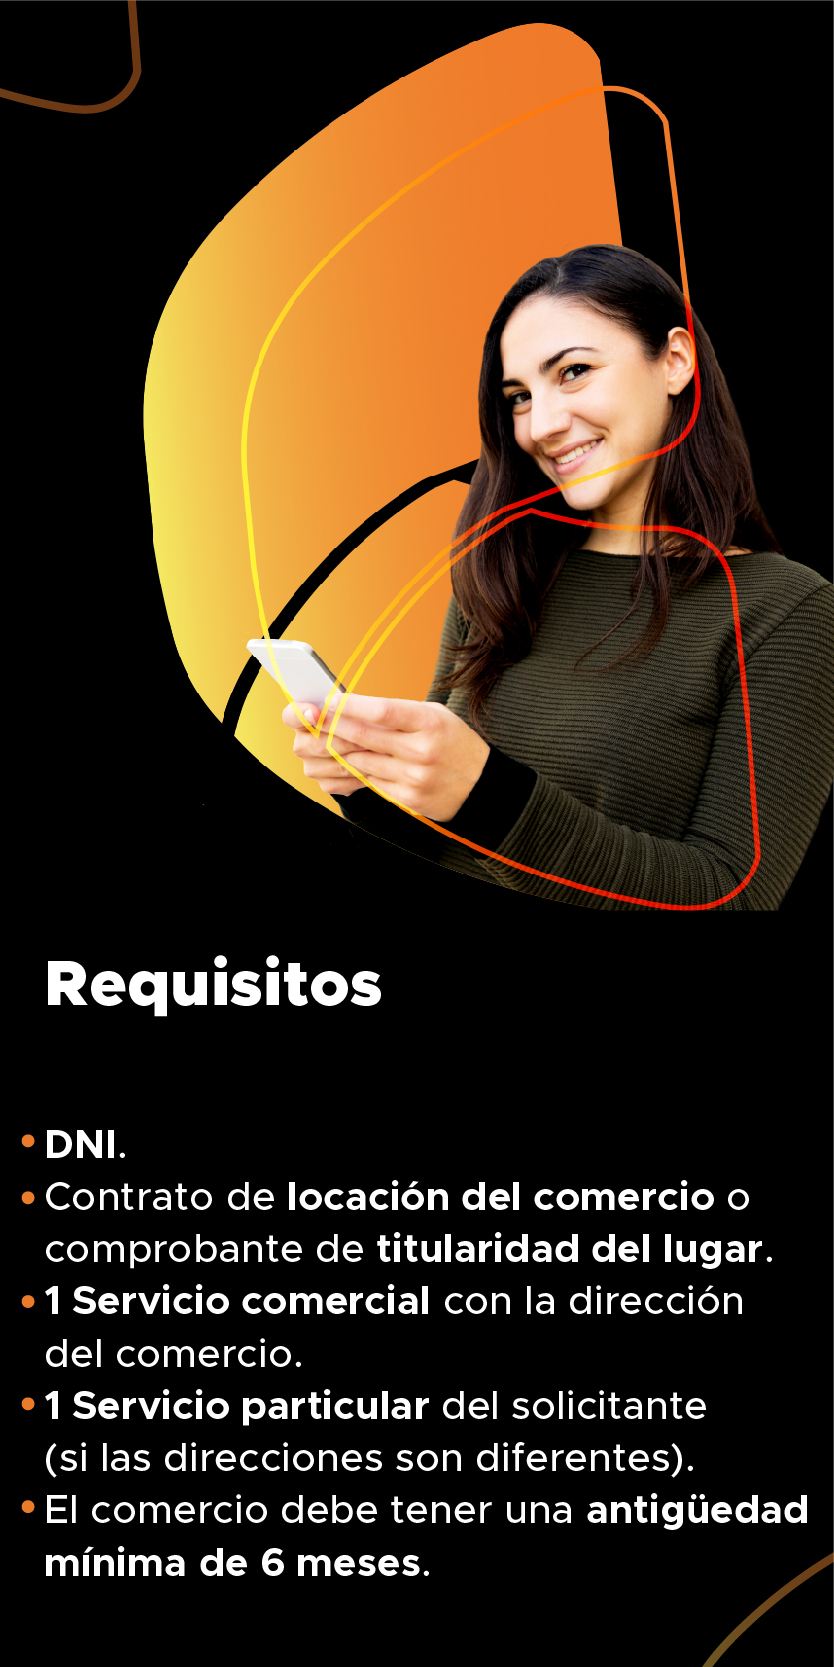 Requisitos
• DNI.
• Contrato de locación del comercio o
comprobante de titularidad del lugar.
• 1 Servicio comercial con la dirección
del comercio.
• 1 Servicio particular del solicitante
(si las direcciones son diferentes).
• El comercio debe tener una antigüedad
mínima de 6 meses.